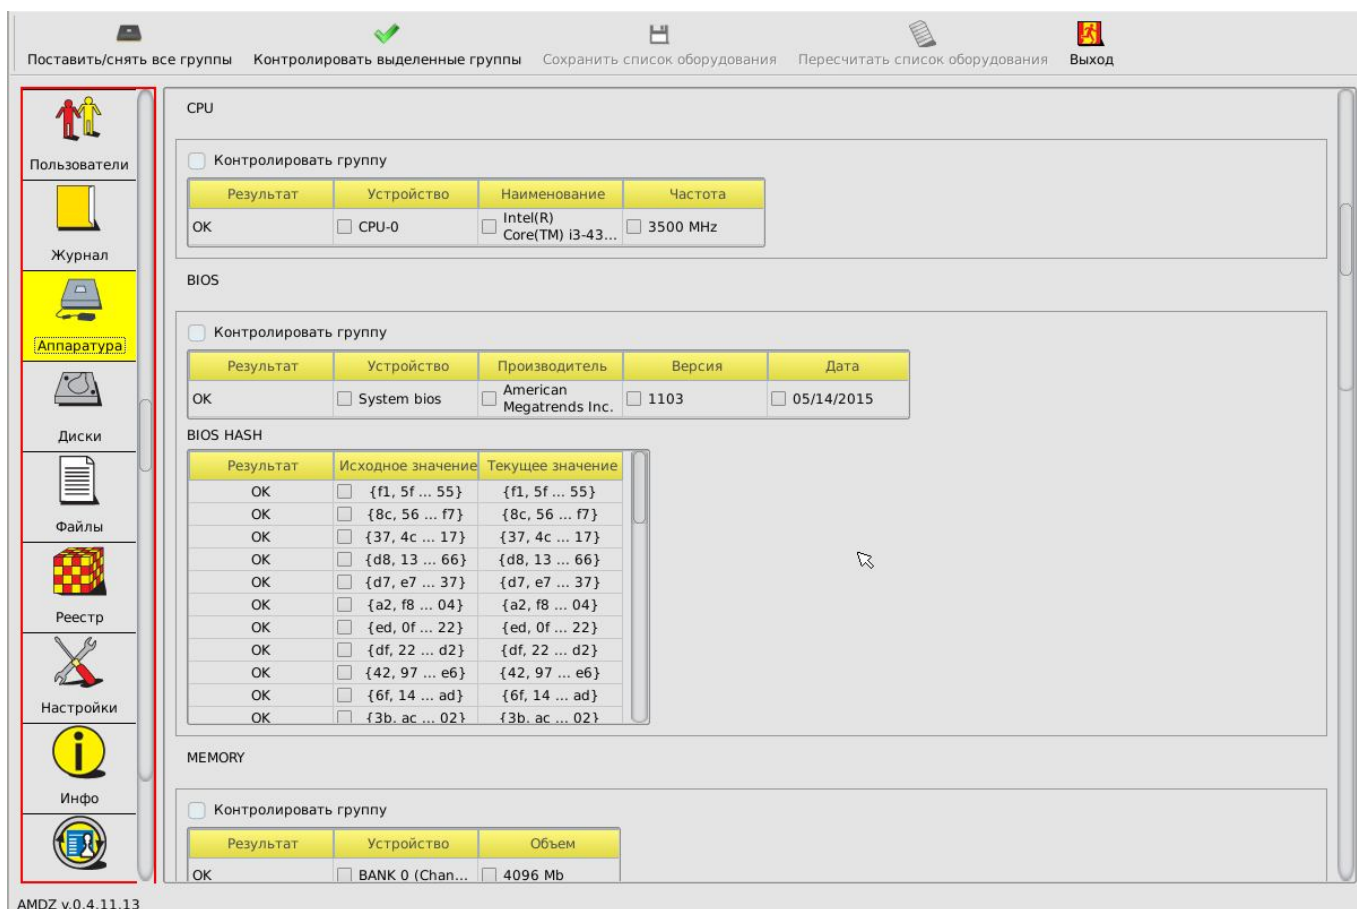 Поставить/снять все группы Контролировать выделенные группы Сохранить список оборудования Пересчитать список оборудования Выход
Пользователи
Журнал
Аппаратура
Диски
Файлы
Реестр
Настройки
Инфо
CPU
Контролировать группу
Результат Устройство Наименование Частота
OK CPU-0 Intel(R) Core(TM) i3-43... 3500 MHz
BIOS
Контролировать группу
Результат Устройство Производитель Версия Дата
OK System bios American Megatrends Inc. 1103 05/14/2015
BIOS HASH
Результат Исходное значение Текущее значение
OK {f1, 5f ... 55} {f1, 5f ... 55}
OK {8c, 56 ... f7} {8c, 56 ... f7}
OK {37, 4c ... 17} {37, 4c ... 17}
OK {d8, 13 ... 66} {d8, 13 ... 66}
OK {d7, e7 ... 37} {d7, e7 ... 37}
OK {a2, f8 ... 04} {a2, f8 ... 04}
OK {ed, 0f ... 22} {ed, 0f ... 22}
OK {df, 22 ... d2} {df, 22 ... d2}
OK {42, 97 ... e6} {42, 97 ... e6}
OK {6f, 14 ... ad} {6f, 14 ... ad}
OK {3b, ac ... 02} {3b, ac ... 02}
MEMORY
Контролировать группу
Результат Устройство Объем
OK BANK 0 (Chan... 4096 Mb
AMDZ v.0.4.11.13